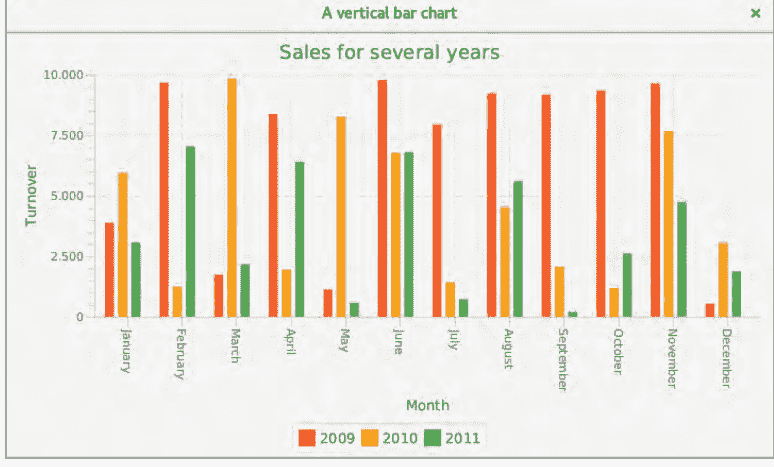 A vertical bar chart ×
Sales for several years
10.000
7.500
5.000
2.500
0
Turnover
January February March April May June July August September October November December
Month
2009 2010 2011